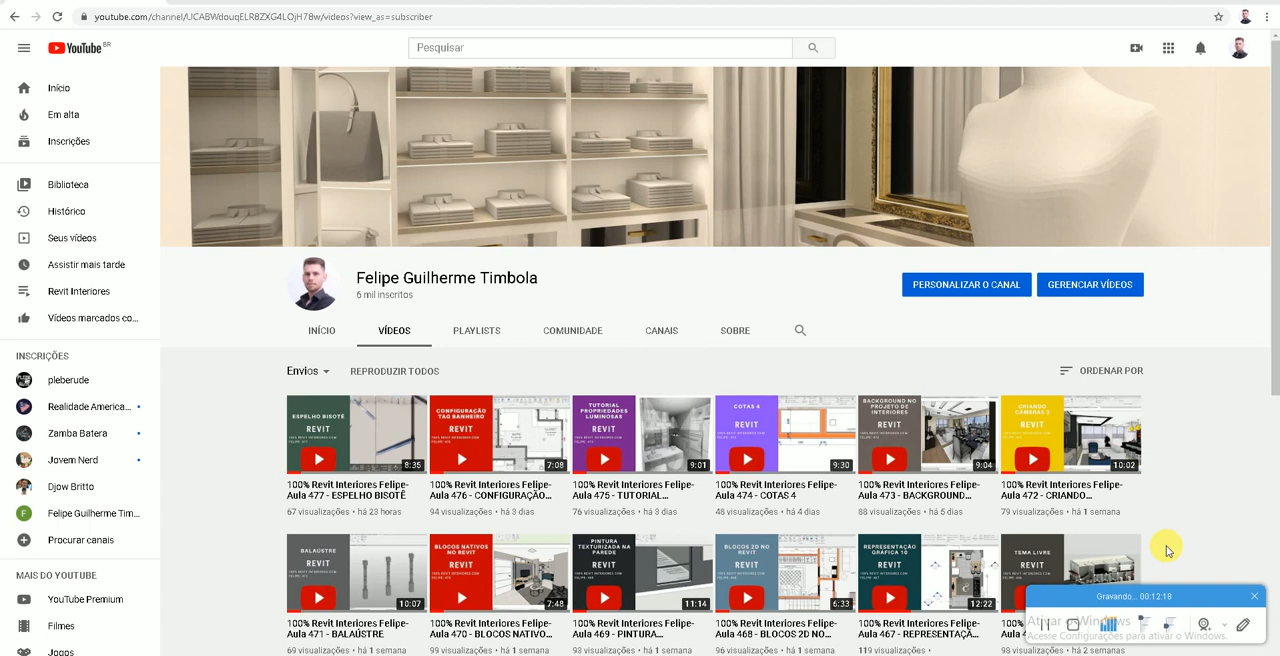 youtube.com/channel/UCABWdouqELR8ZXG4LOjH78w/videos?view_as=subscriber
YouTube BR
Pesquisar
Início
Em alta
Inscrições
Biblioteca
Histórico
Seus vídeos
Assistir mais tarde
Revit Interiores
Vídeos marcados co...
INSCRIÇÕES
pleberude
Realidade America...
Zamba Batera
Jovem Nerd
Djow Britto
F
Felipe Guilherme Tim...
Procurar canais
MAIS DO YOUTUBE
YouTube Premium
Filmes
Jogos
Felipe Guilherme Timbola
6 mil inscritos
PERSONALIZAR O CANAL
GERENCIAR VÍDEOS
INÍCIO
VÍDEOS
PLAYLISTS
COMUNIDADE
CANAIS
SOBRE
Envios
REPRODUZIR TODOS
ORDENAR POR
ESPELHO BISOTÊ
REVIT
8:35
100% Revit Interiores Felipe-
Aula 477 - ESPELHO BISOTÊ
67 visualizações • há 23 horas
CONFIGURAÇÃO
TAG BANHEIRO
REVIT
7:08
100% Revit Interiores Felipe-
Aula 476 - CONFIGURAÇÃO...
94 visualizações • há 3 dias
TUTORIAL
PROPRIEDADES
LUMINOSAS
REVIT
9:01
100% Revit Interiores Felipe-
Aula 475 - TUTORIAL...
76 visualizações • há 3 dias
COTAS 4
REVIT
9:30
100% Revit Interiores Felipe-
Aula 474 - COTAS 4
48 visualizações • há 4 dias
BACKGROUND NO
PROJETO DE
INTERIORES
REVIT
9:04
100% Revit Interiores Felipe-
Aula 473 - BACKGROUND...
88 visualizações • há 5 dias
CRIANDO
CÂMERAS 2
REVIT
10:02
100% Revit Interiores Felipe-
Aula 472 - CRIANDO...
79 visualizações • há 1 semana
BALAÚSTRE
REVIT
10:07
100% Revit Interiores Felipe-
Aula 471 - BALAÚSTRE
69 visualizações • há 1 semana
BLOCOS NATIVOS
NO REVIT
REVIT
7:48
100% Revit Interiores Felipe-
Aula 470 - BLOCOS NATIVO...
99 visualizações • há 1 semana
PINTURA
TEXTURIZADA NA
PAREDE
REVIT
11:14
100% Revit Interiores Felipe-
Aula 469 - PINTURA...
64 visualizações • há 1 semana
BLOCOS 2D NO
REVIT
REVIT
6:33
100% Revit Interiores Felipe-
Aula 468 - BLOCOS 2D NO...
96 visualizações • há 1 semana
REPRESENTAÇÃO
GRÁFICA 10
REVIT
12:22
100% Revit Interiores Felipe-
Aula 467 - REPRESENTAÇ...
119 visualizações •
TEMA LIVRE
REVIT
98 visualizações • há 2 semanas
Gravando... 00:12:18
Ativar o Windows
Acesse Configurações para ativar o Windows.